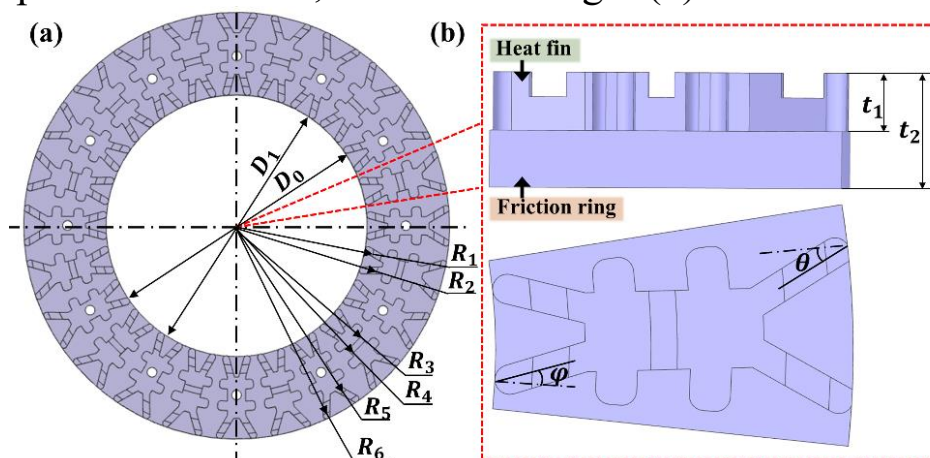 (a)
(b)
Heat fin
t₁
t₂
Friction ring
D₁
D₀
R₁
R₂
R₃
R₄
R₅
R₆
θ
φ